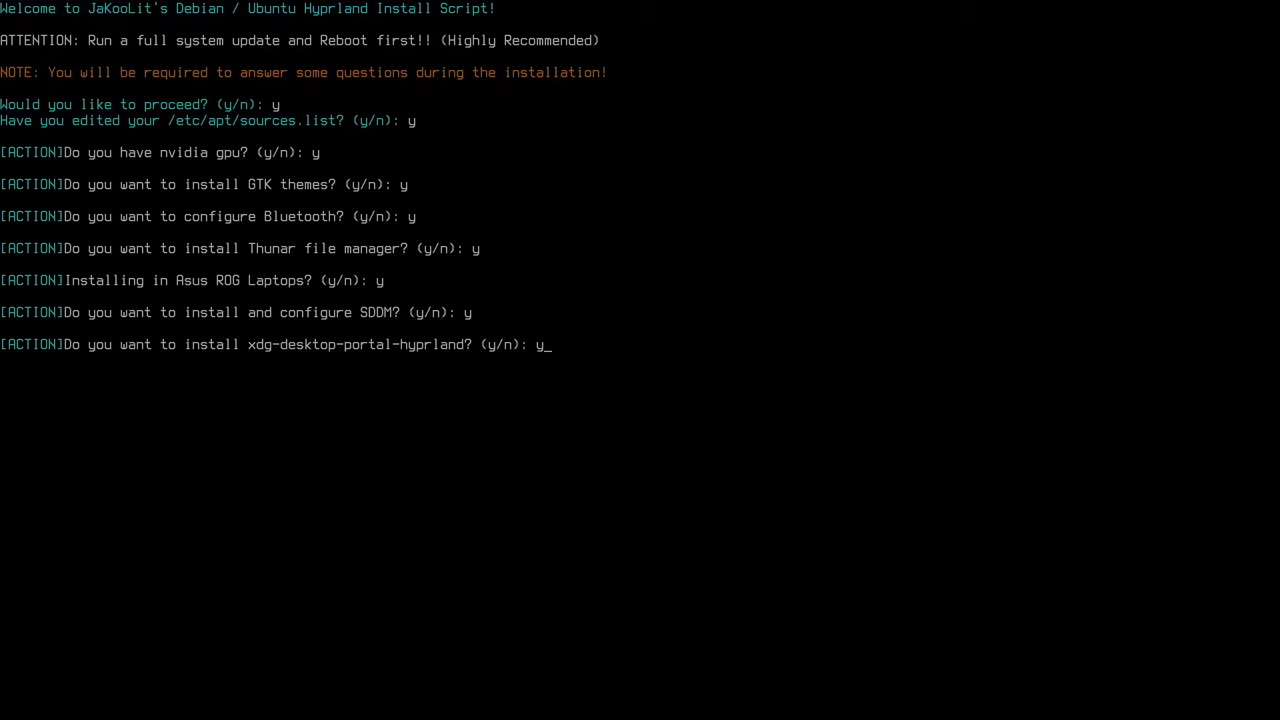 Welcome to JaKooLit's Debian / Ubuntu Hyprland Install Script!
ATTENTION: Run a full system update and Reboot first!! (Highly Recommended)
NOTE: You will be required to answer some questions during the installation!
Would you like to proceed? (y/n): y
Have you edited your /etc/apt/sources.list? (y/n): y
[ACTION]Do you have nvidia gpu? (y/n): y
[ACTION]Do you want to install GTK themes? (y/n): y
[ACTION]Do you want to configure Bluetooth? (y/n): y
[ACTION]Do you want to install Thunar file manager? (y/n): y
[ACTION]Installing in Asus ROG Laptops? (y/n): y
[ACTION]Do you want to install and configure SDDM? (y/n): y
[ACTION]Do you want to install xdg-desktop-portal-hyprland? (y/n): y_